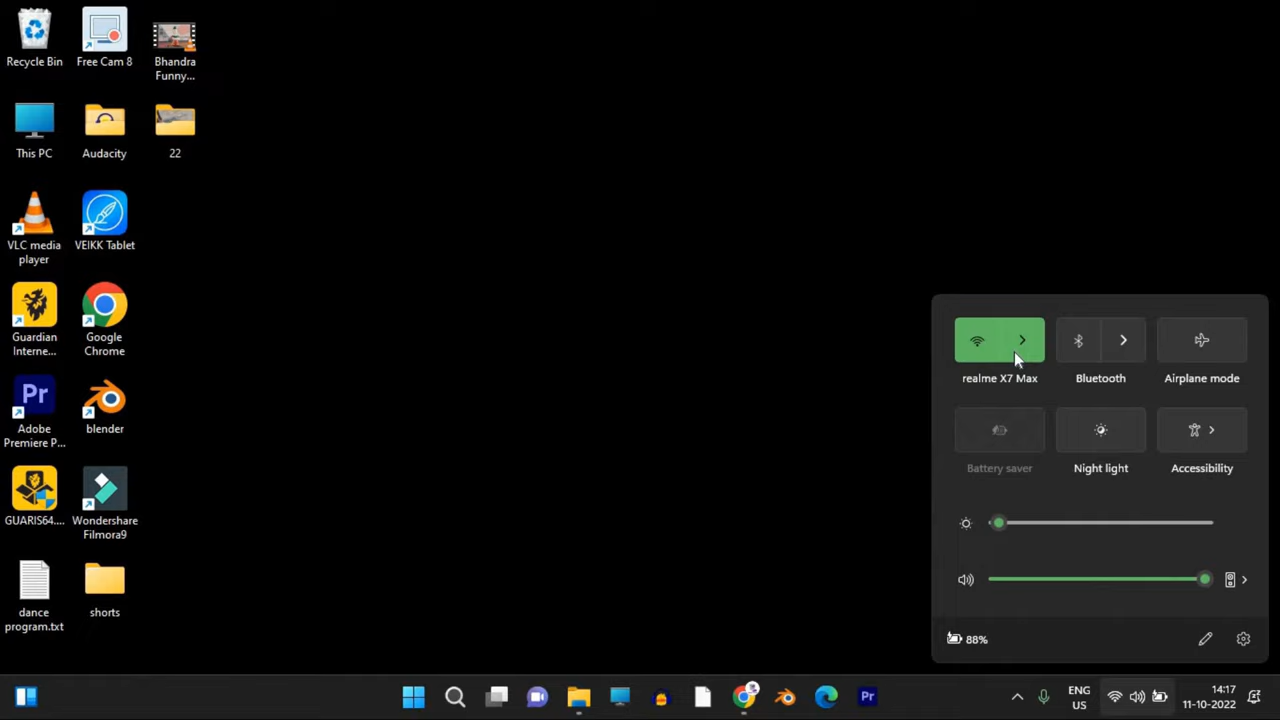 Recycle Bin
Free Cam 8
Bhandra
Funny...
This PC
Audacity
22
VLC media
player
VEIKK Tablet
Guardian
Interne...
Google
Chrome
Pr
Adobe
Premiere P...
blender
GUARIS64....
Wondershare
Filmora9
dance
program.txt
shorts
realme X7 Max
Bluetooth
Airplane mode
Battery saver
Night light
Accessibility
88%
Pr
ENG
US
14:17
11-10-2022